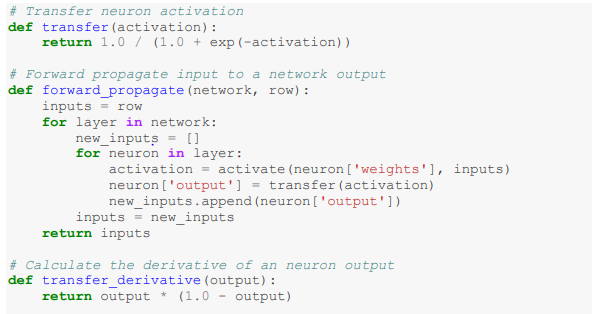 # Transfer neuron activation
def transfer(activation):
    return 1.0 / (1.0 + exp(-activation))

# Forward propagate input to a network output
def forward_propagate(network, row):
    inputs = row
    for layer in network:
        new_inputs = []
        for neuron in layer:
            activation = activate(neuron['weights'], inputs)
            neuron['output'] = transfer(activation)
            new_inputs.append(neuron['output'])
        inputs = new_inputs
    return inputs

# Calculate the derivative of an neuron output
def transfer_derivative(output):
    return output * (1.0 - output)